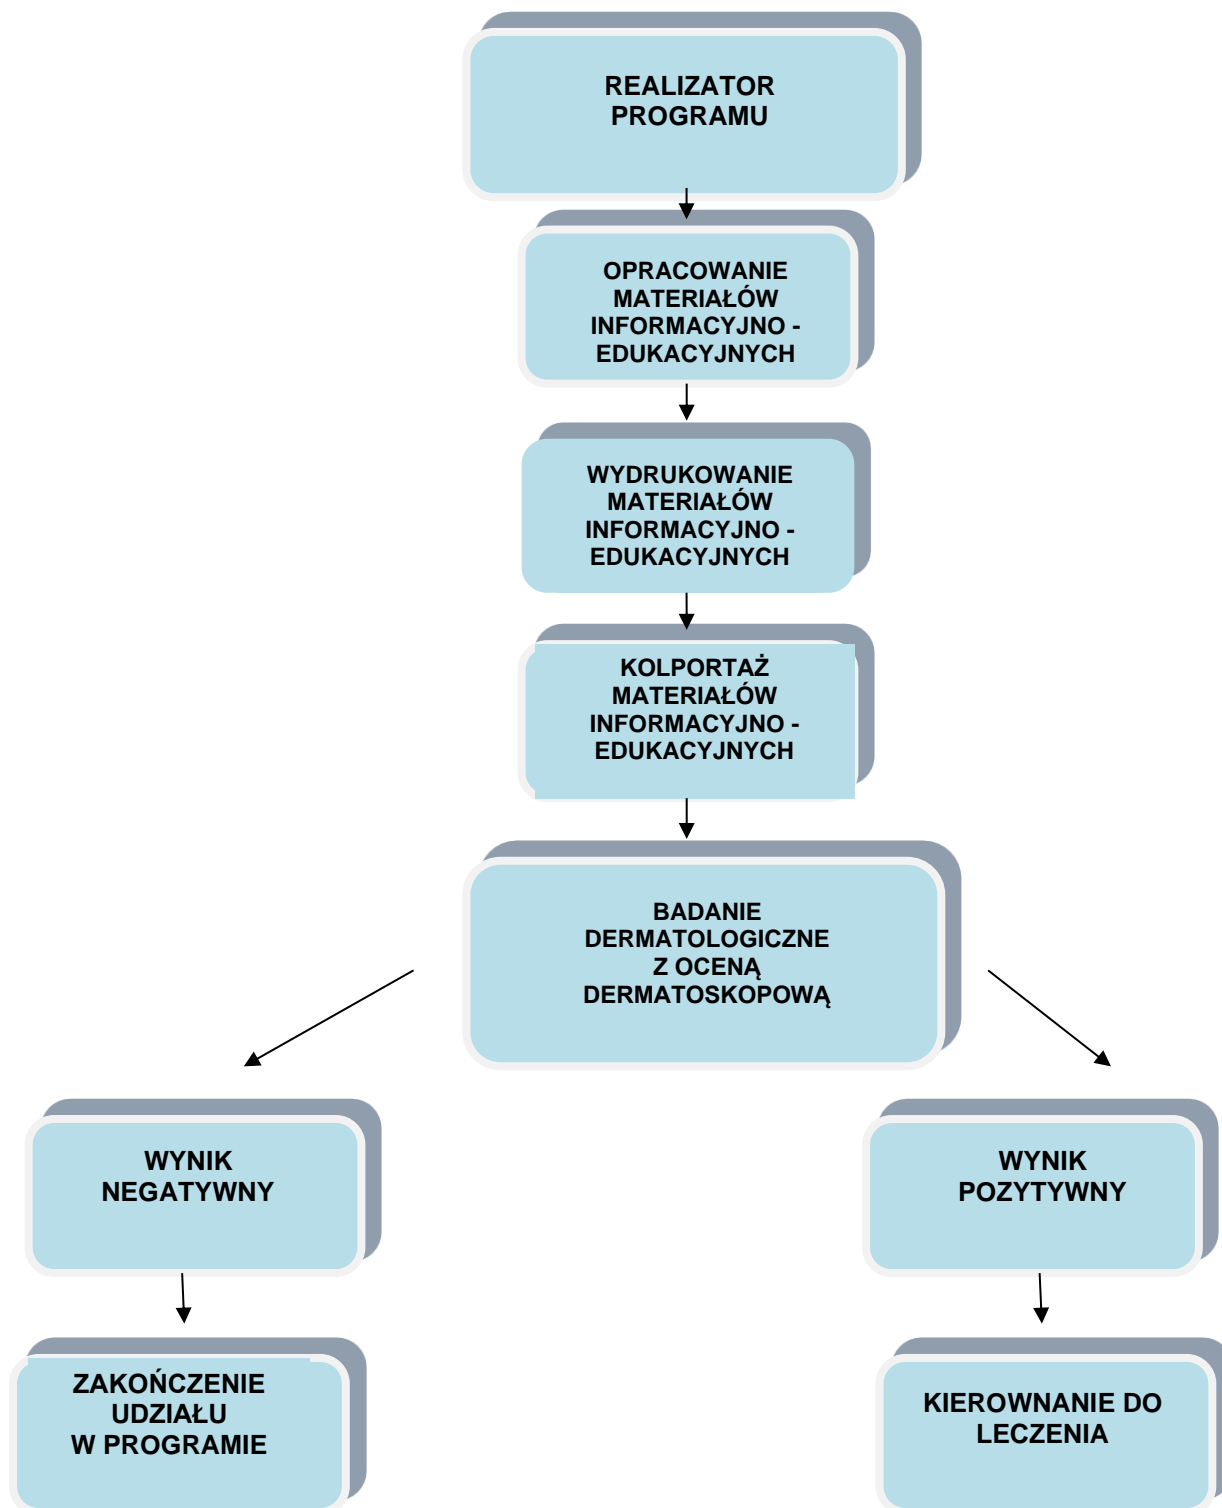 REALIZATOR
PROGRAMU
OPRACOWANIE
MATERIAŁÓW
INFORMACYJNO -
EDUKACYJNYCH
WYDRUKOWANIE
MATERIAŁÓW
INFORMACYJNO -
EDUKACYJNYCH
KOLPORTAŻ
MATERIAŁÓW
INFORMACYJNO -
EDUKACYJNYCH
BADANIE
DERMATOLOGICZNE
Z OCENĄ
DERMATOSKOPOWĄ
WYNIK
NEGATYWNY
WYNIK
POZYTYWNY
ZAKOŃCZENIE
UDZIAŁU
W PROGRAMIE
KIEROWNANIE DO
LECZENIA